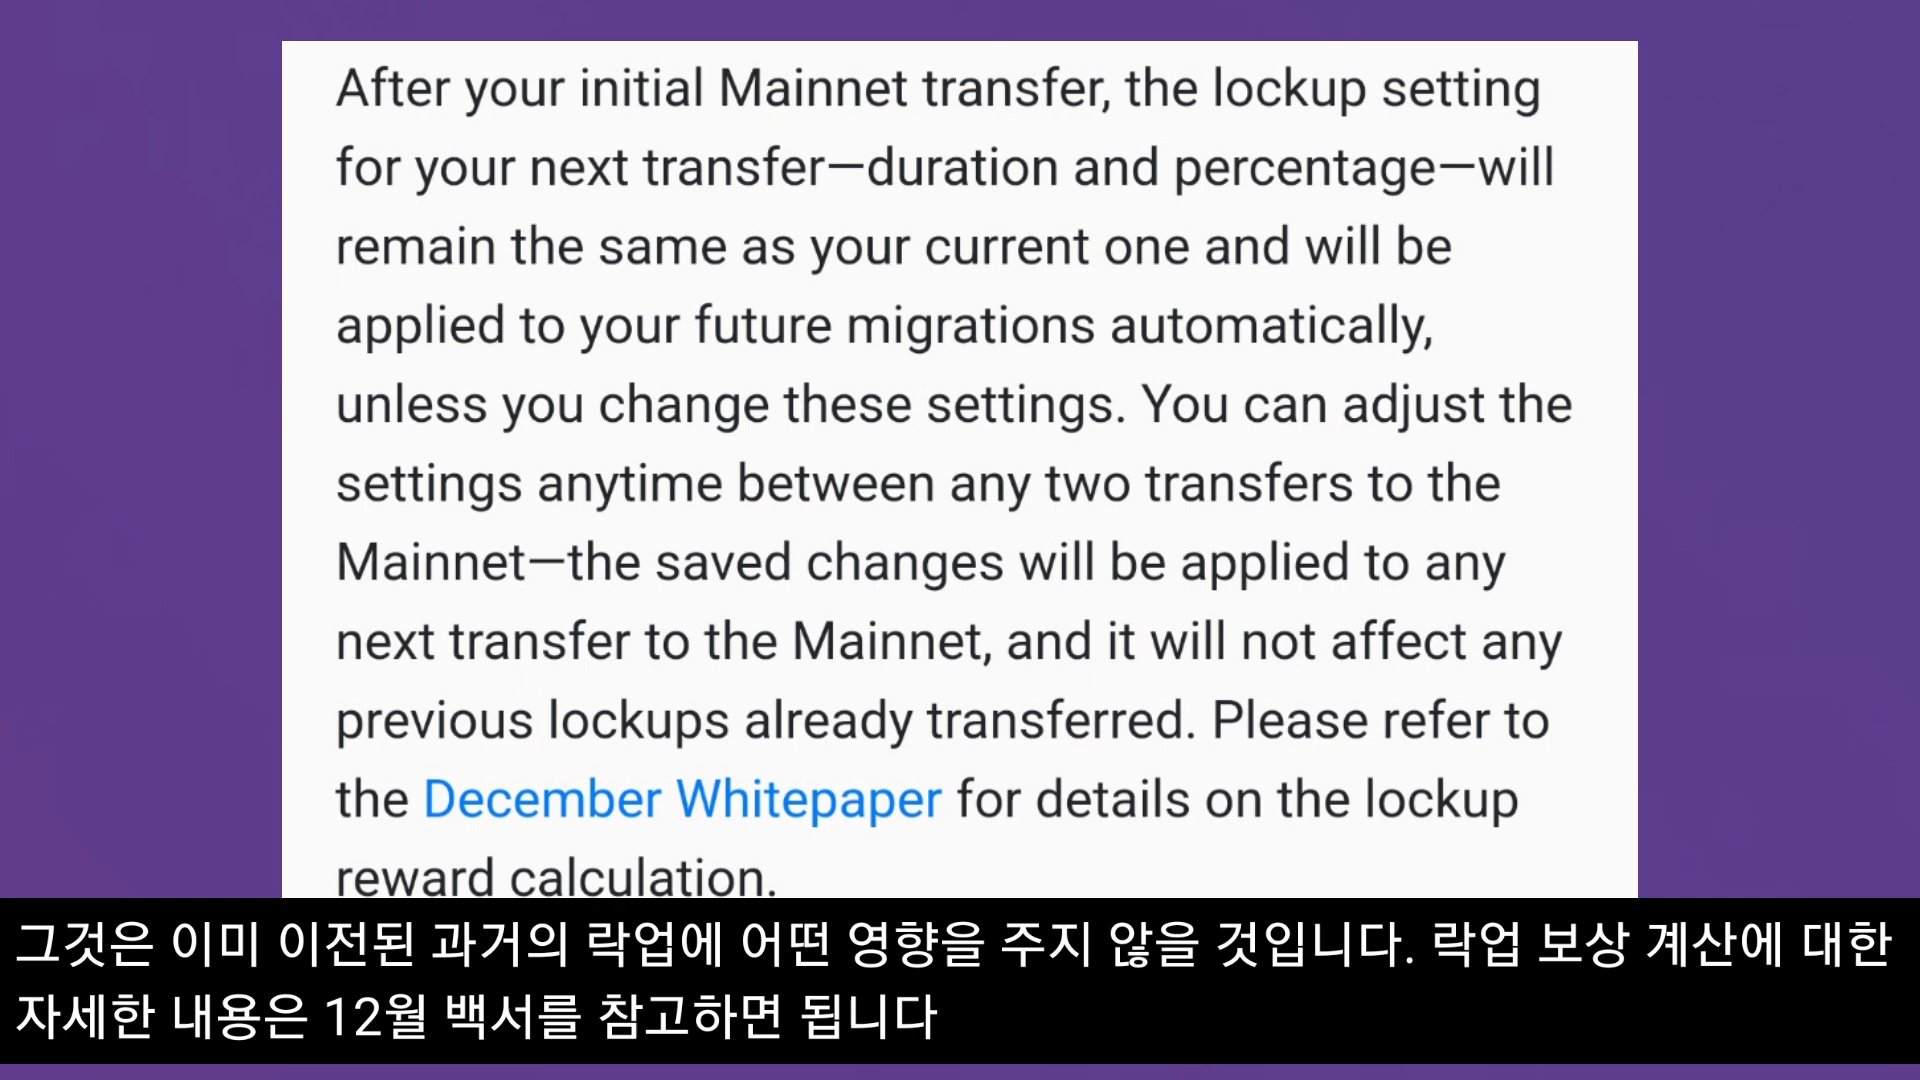 After your initial Mainnet transfer, the lockup setting
for your next transfer—duration and percentage—will
remain the same as your current one and will be
applied to your future migrations automatically,
unless you change these settings. You can adjust the
settings anytime between any two transfers to the
Mainnet—the saved changes will be applied to any
next transfer to the Mainnet, and it will not affect any
previous lockups already transferred. Please refer to
the December Whitepaper for details on the lockup
reward calculation.
그것은 이미 이전된 과거의 락업에 어떤 영향을 주지 않을 것입니다. 락업 보상 계산에 대한
자세한 내용은 12월 백서를 참고하면 됩니다